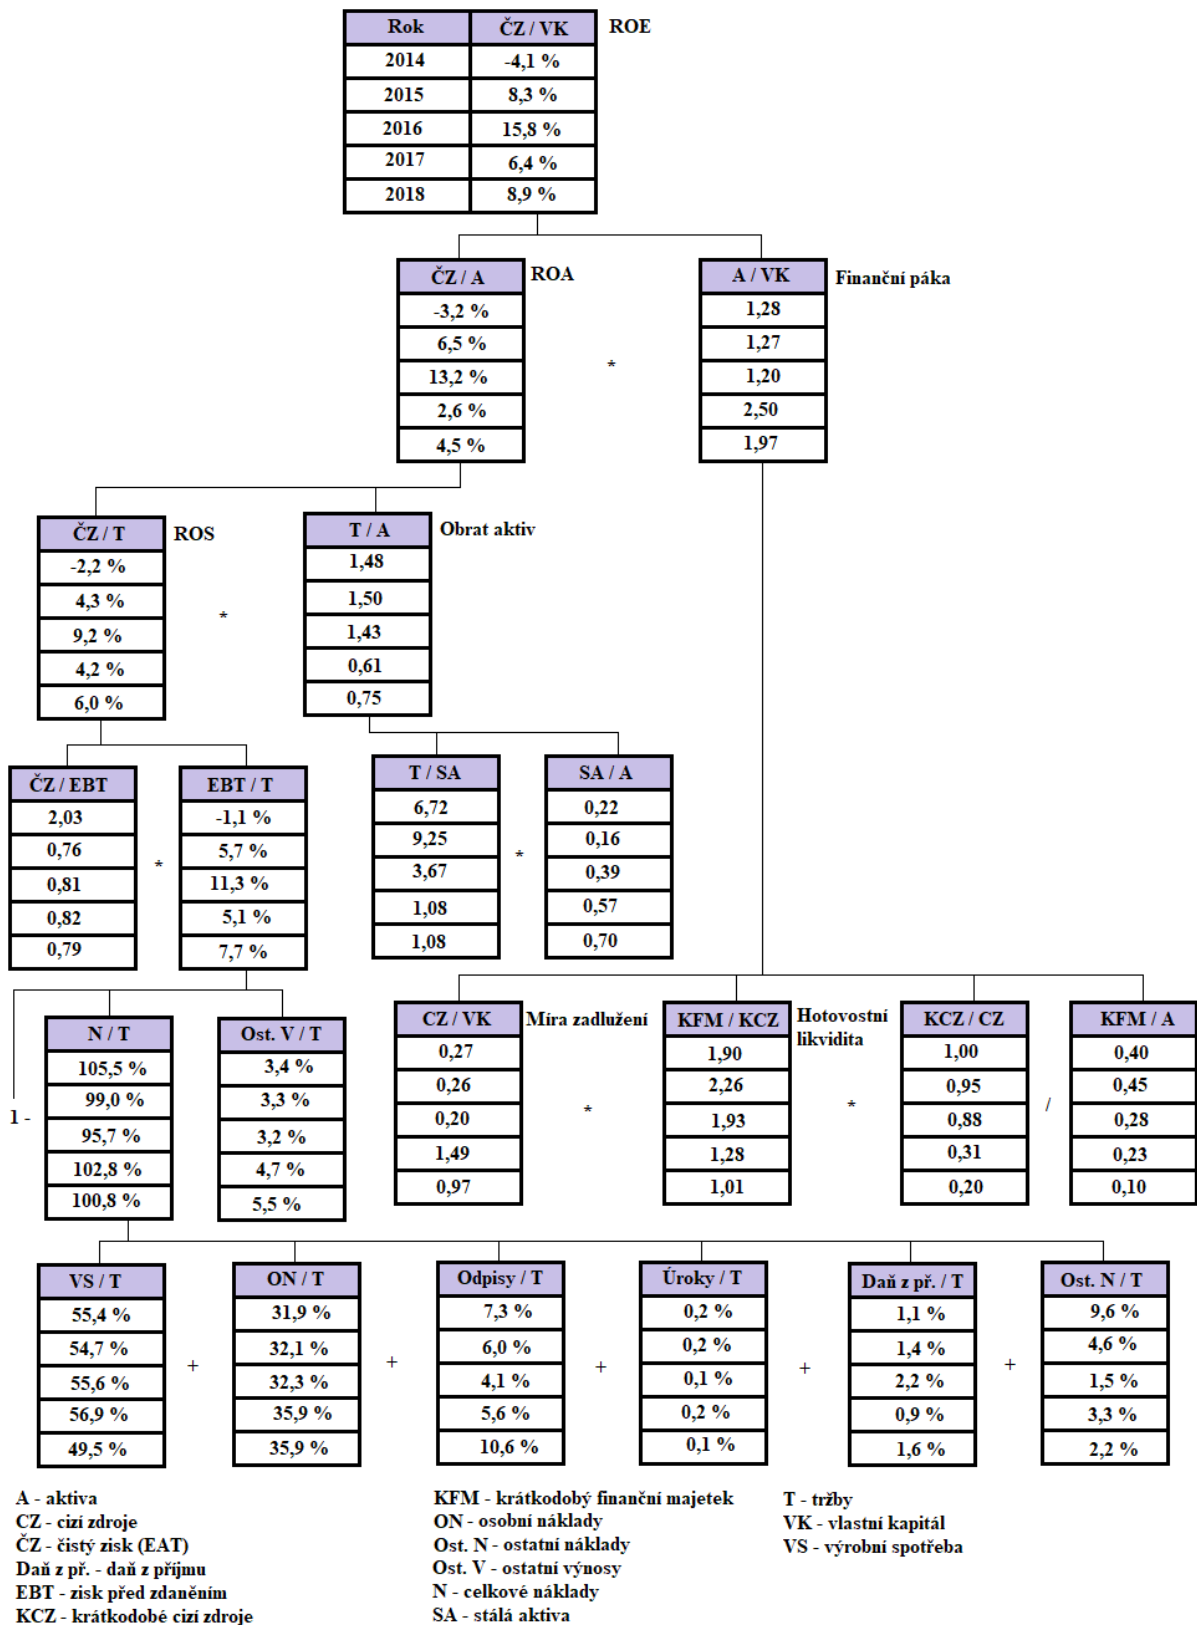 Rok ČZ / VK ROE
2014 -4,1 %
2015 8,3 %
2016 15,8 %
2017 6,4 %
2018 8,9 %
ČZ / A ROA A / VK Finanční páka
-3,2 % 1,28
6,5 % 1,27
* 
13,2 % 1,20
2,6 % 2,50
4,5 % 1,97
ČZ / T ROS T / A Obrat aktiv
-2,2 % 1,48
4,3 % 1,50
*
9,2 % 1,43
4,2 % 0,61
6,0 % 0,75
ČZ / EBT EBT / T T / SA SA / A
2,03 -1,1 % 6,72 0,22
0,76 5,7 % 9,25 0,16
* *
0,81 11,3 % 3,67 0,39
0,82 5,1 % 1,08 0,57
0,79 7,7 % 1,08 0,70
N / T Ost. V / T CZ / VK Míra zadlužení KFM / KCZ Hotovostní KCZ / CZ KFM / A
likvidita
105,5 % 3,4 % 0,27 1,90 1,00 0,40
99,0 % 3,3 % 0,26 2,26 0,95 0,45
1 - * * /
95,7 % 3,2 % 0,20 1,93 0,88 0,28
102,8 % 4,7 % 1,49 1,28 0,31 0,23
100,8 % 5,5 % 0,97 1,01 0,20 0,10
VS / T ON / T Odpisy / T Úroky / T Daň z př. / T Ost. N / T
55,4 % 31,9 % 7,3 % 0,2 % 1,1 % 9,6 %
54,7 % 32,1 % 6,0 % 0,2 % 1,4 % 4,6 %
+ + + + +
55,6 % 32,3 % 4,1 % 0,1 % 2,2 % 1,5 %
56,9 % 35,9 % 5,6 % 0,2 % 0,9 % 3,3 %
49,5 % 35,9 % 10,6 % 0,1 % 1,6 % 2,2 %
A - aktiva
CZ - cizí zdroje
ČZ - čistý zisk (EAT)
Daň z př. - daň z příjmu
EBT - zisk před zdaněním
KCZ - krátkodobé cizí zdroje
KFM - krátkodobý finanční majetek
ON - osobní náklady
Ost. N - ostatní náklady
Ost. V - ostatní výnosy
N - celkové náklady
SA - stálá aktiva
T - tržby
VK - vlastní kapitál
VS - výrobní spotřeba